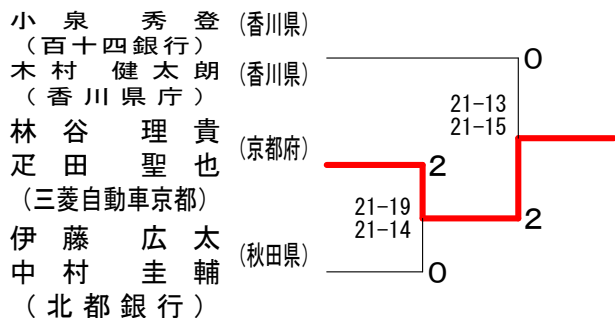 小泉 秀登 (香川県)
(百十四銀行)
木村 健太朗 (香川県)
(香川県庁)
林谷 理貴 (京都府)
疋田 聖也
(三菱自動車京都)
伊藤 広太 (秋田県)
中村 圭輔
(北都銀行)
2
21-19
21-14
0
0
21-13
21-15
2